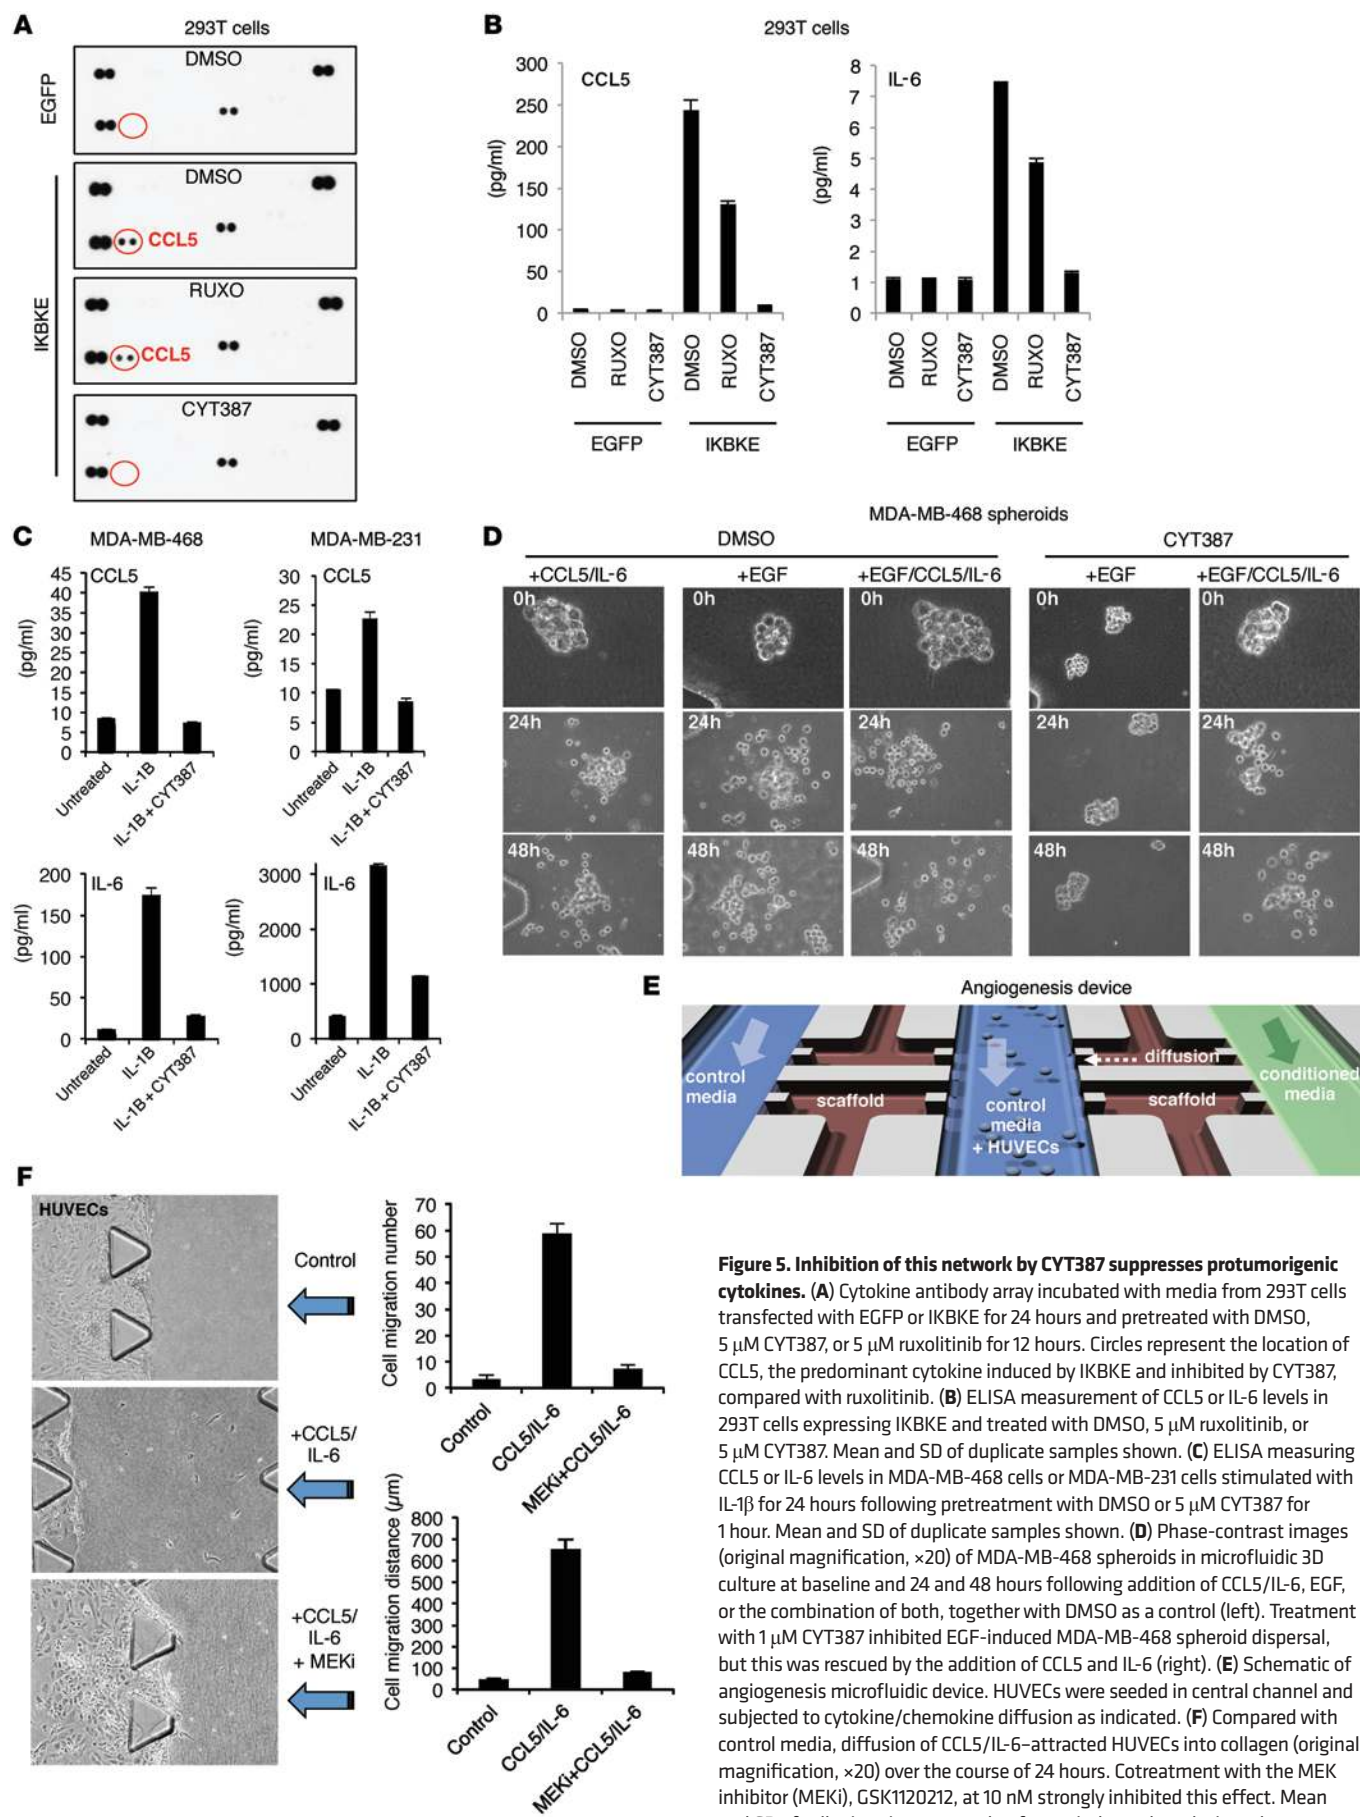 A
293T cells
EGFP
DMSO
IKBKE
DMSO
CCL5
RUXO
CCL5
CYT387
B
293T cells
CCL5
(pg/ml)
300
250
200
150
100
50
0
DMSO
RUXO
CYT387
DMSO
RUXO
CYT387
EGFP
IKBKE
IL-6
(pg/ml)
8
7
6
5
4
3
2
1
0
DMSO
RUXO
CYT387
DMSO
RUXO
CYT387
EGFP
IKBKE
C
MDA-MB-468
CCL5
(pg/ml)
45
40
35
30
25
20
15
10
5
0
Untreated
IL-1B
IL-1B+CYT387
MDA-MB-231
CCL5
(pg/ml)
30
25
20
15
10
5
0
Untreated
IL-1B
IL-1B+CYT387
IL-6
(pg/ml)
200
150
100
50
0
Untreated
IL-1B
IL-1B+CYT387
IL-6
(pg/ml)
3000
2000
1000
0
Untreated
IL-1B
IL-1B+CYT387
D
MDA-MB-468 spheroids
DMSO
CYT387
+CCL5/IL-6
+EGF
+EGF/CCL5/IL-6
+EGF
+EGF/CCL5/IL-6
0h
0h
0h
0h
0h
24h
24h
24h
24h
24h
48h
48h
48h
48h
48h
E
Angiogenesis device
control
media
scaffold
control
media
+ HUVECs
diffusion
scaffold
conditioned
media
F
HUVECs
Control
+CCL5/
IL-6
+CCL5/
IL-6
+ MEKi
Cell migration number
70
60
50
40
30
20
10
0
Control
CCL5/IL-6
MEKi+CCL5/IL-6
Cell migration distance (µm)
800
700
600
500
400
300
200
100
0
Control
CCL5/IL-6
MEKi+CCL5/IL-6
Figure 5. Inhibition of this network by CYT387 suppresses protumorigenic
cytokines. (A) Cytokine antibody array incubated with media from 293T cells
transfected with EGFP or IKBKE for 24 hours and pretreated with DMSO,
5 µM CYT387, or 5 µM ruxolitinib for 12 hours. Circles represent the location of
CCL5, the predominant cytokine induced by IKBKE and inhibited by CYT387,
compared with ruxolitinib. (B) ELISA measurement of CCL5 or IL-6 levels in
293T cells expressing IKBKE and treated with DMSO, 5 µM ruxolitinib, or
5 µM CYT387. Mean and SD of duplicate samples shown. (C) ELISA measuring
CCL5 or IL-6 levels in MDA-MB-468 cells or MDA-MB-231 cells stimulated with
IL-1β for 24 hours following pretreatment with DMSO or 5 µM CYT387 for
1 hour. Mean and SD of duplicate samples shown. (D) Phase-contrast images
(original magnification, ×20) of MDA-MB-468 spheroids in microfluidic 3D
culture at baseline and 24 and 48 hours following addition of CCL5/IL-6, EGF,
or the combination of both, together with DMSO as a control (left). Treatment
with 1 µM CYT387 inhibited EGF-induced MDA-MB-468 spheroid dispersal,
but this was rescued by the addition of CCL5 and IL-6 (right). (E) Schematic of
angiogenesis microfluidic device. HUVECs were seeded in central channel and
subjected to cytokine/chemokine diffusion as indicated. (F) Compared with
control media, diffusion of CCL5/IL-6–attracted HUVECs into collagen (original
magnification, ×20) over the course of 24 hours. Cotreatment with the MEK
inhibitor (MEKi), GSK1120212, at 10 nM strongly inhibited this effect. Mean